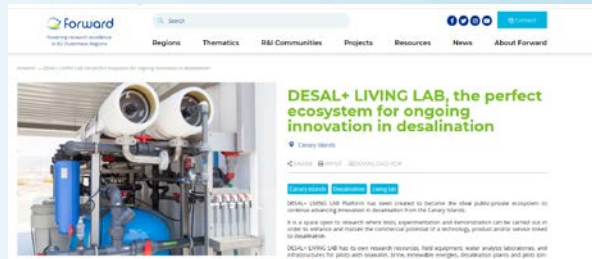 Forward
Fostering research excellence
in EU Outermost Regions
Search
Contact
Regions Thematics R&I Communities Projects Resources News About Forward
DESAL+ LIVING LAB, the perfect
ecosystem for ongoing
innovation in desalination
Canary Islands
SHARE PRINT DOWNLOAD PDF
Canary Islands Desalination Living lab
DESAL+ LIVING LAB Platform has been created to become the ideal public-private ecosystem to
continue advancing innovation in desalination from the Canary Islands.
It is a space open to research where tests, experimentation and demonstration can be carried out in
order to enhance and mature the commercial potential of a technology, product and/or service linked
to desalination.
DESAL+ LIVING LAB has its own research resources, field equipment, water analysis laboratories, and
infrastructures for pilots with seawater, brine, renewable energies, desalination plants and pilots